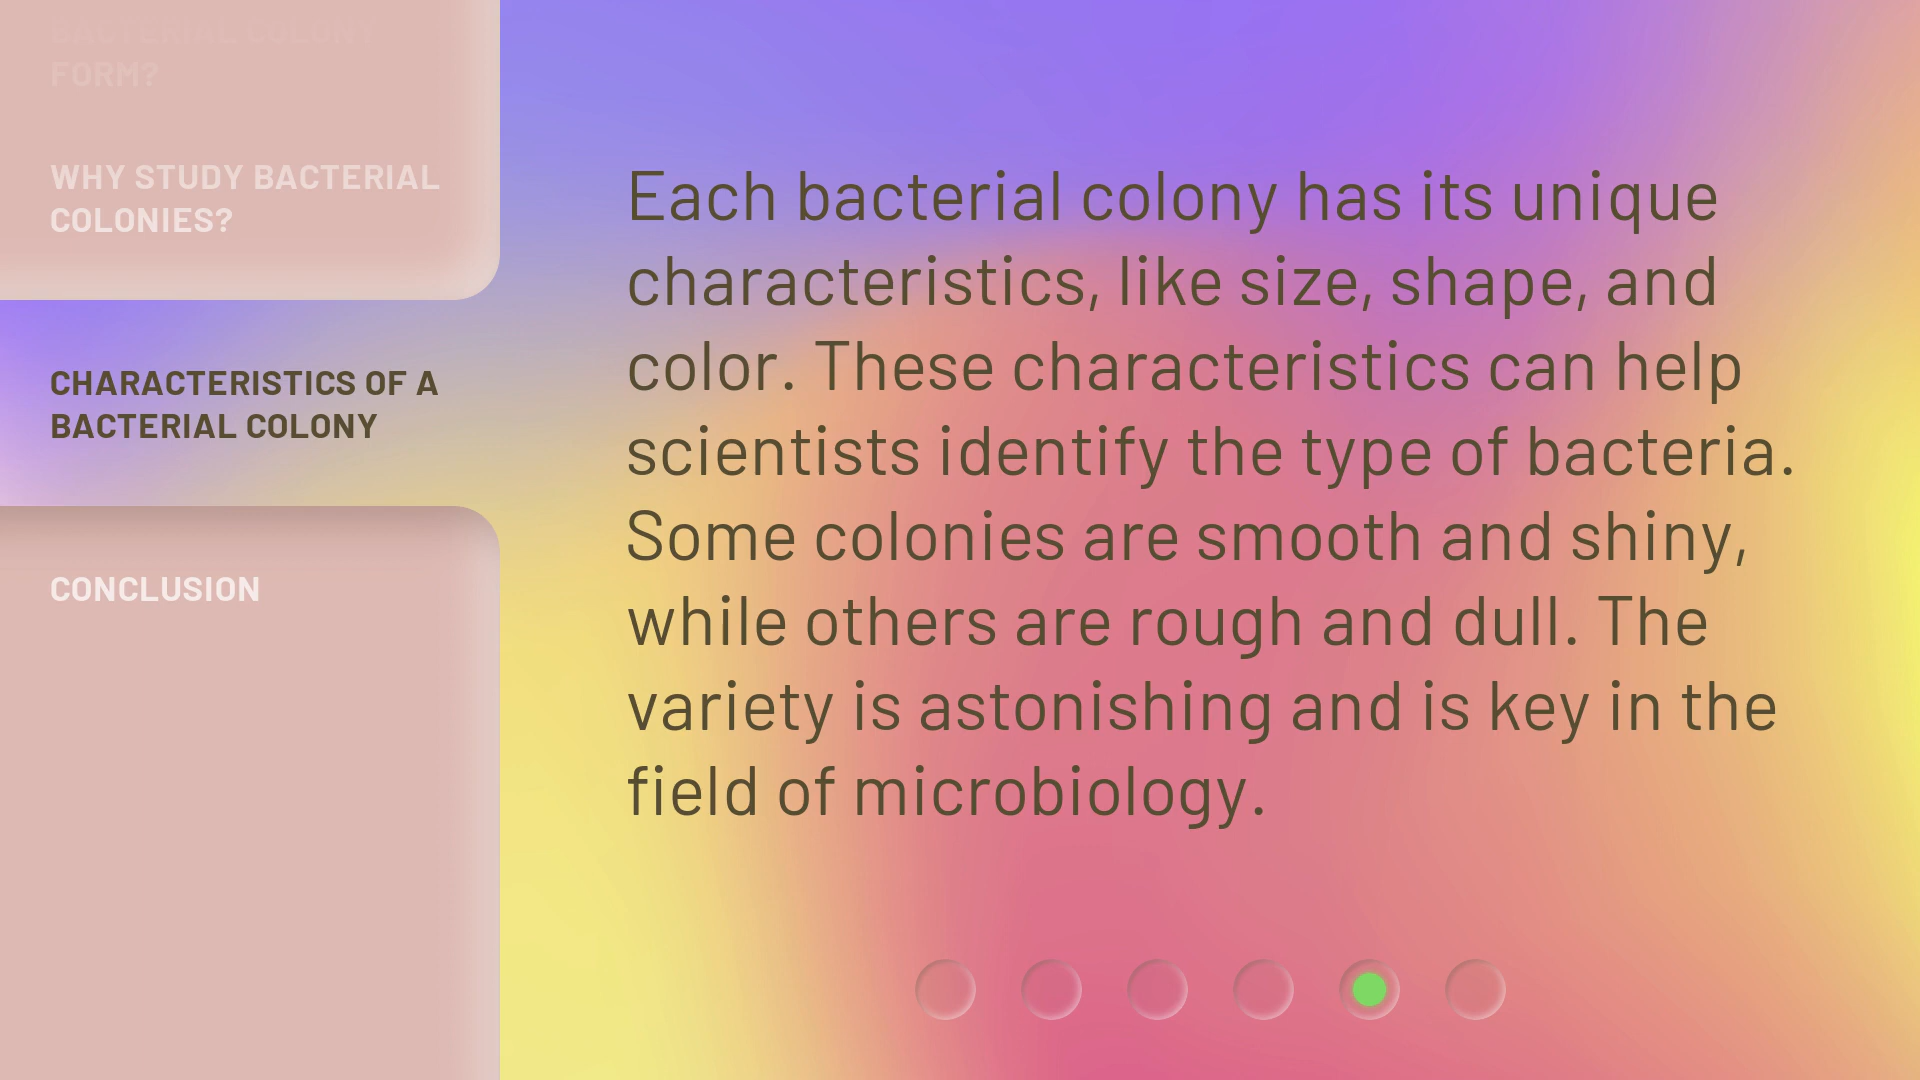 BACTERIAL COLONY
FORM?
WHY STUDY BACTERIAL
COLONIES?
CHARACTERISTICS OF A
BACTERIAL COLONY
CONCLUSION
Each bacterial colony has its unique
characteristics, like size, shape, and
color. These characteristics can help
scientists identify the type of bacteria.
Some colonies are smooth and shiny,
while others are rough and dull. The
variety is astonishing and is key in the
field of microbiology.